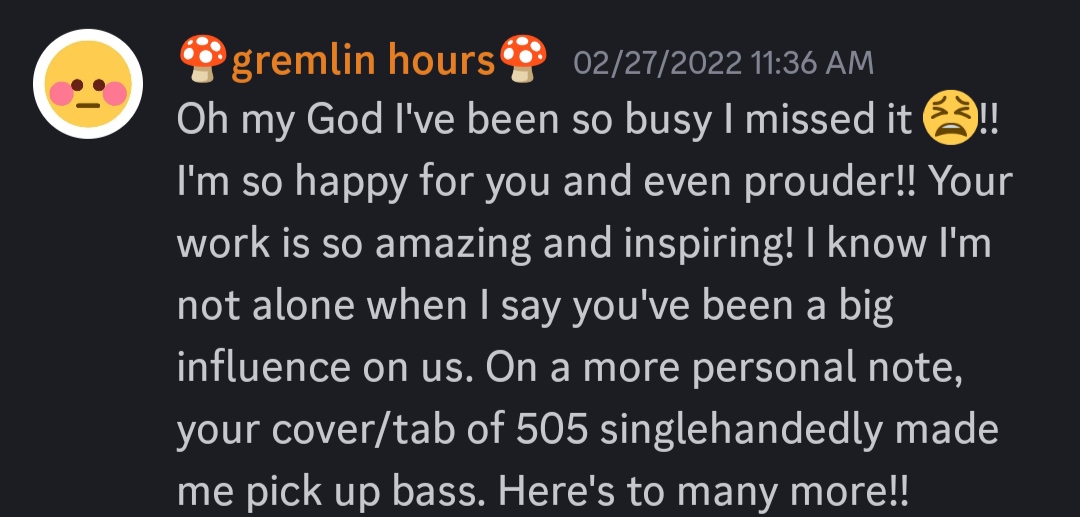 🍄gremlin hours🍄 02/27/2022 11:36 AM
Oh my God I've been so busy I missed it 😫!!
I'm so happy for you and even prouder!! Your
work is so amazing and inspiring! I know I'm
not alone when I say you've been a big
influence on us. On a more personal note,
your cover/tab of 505 singlehandedly made
me pick up bass. Here's to many more!!